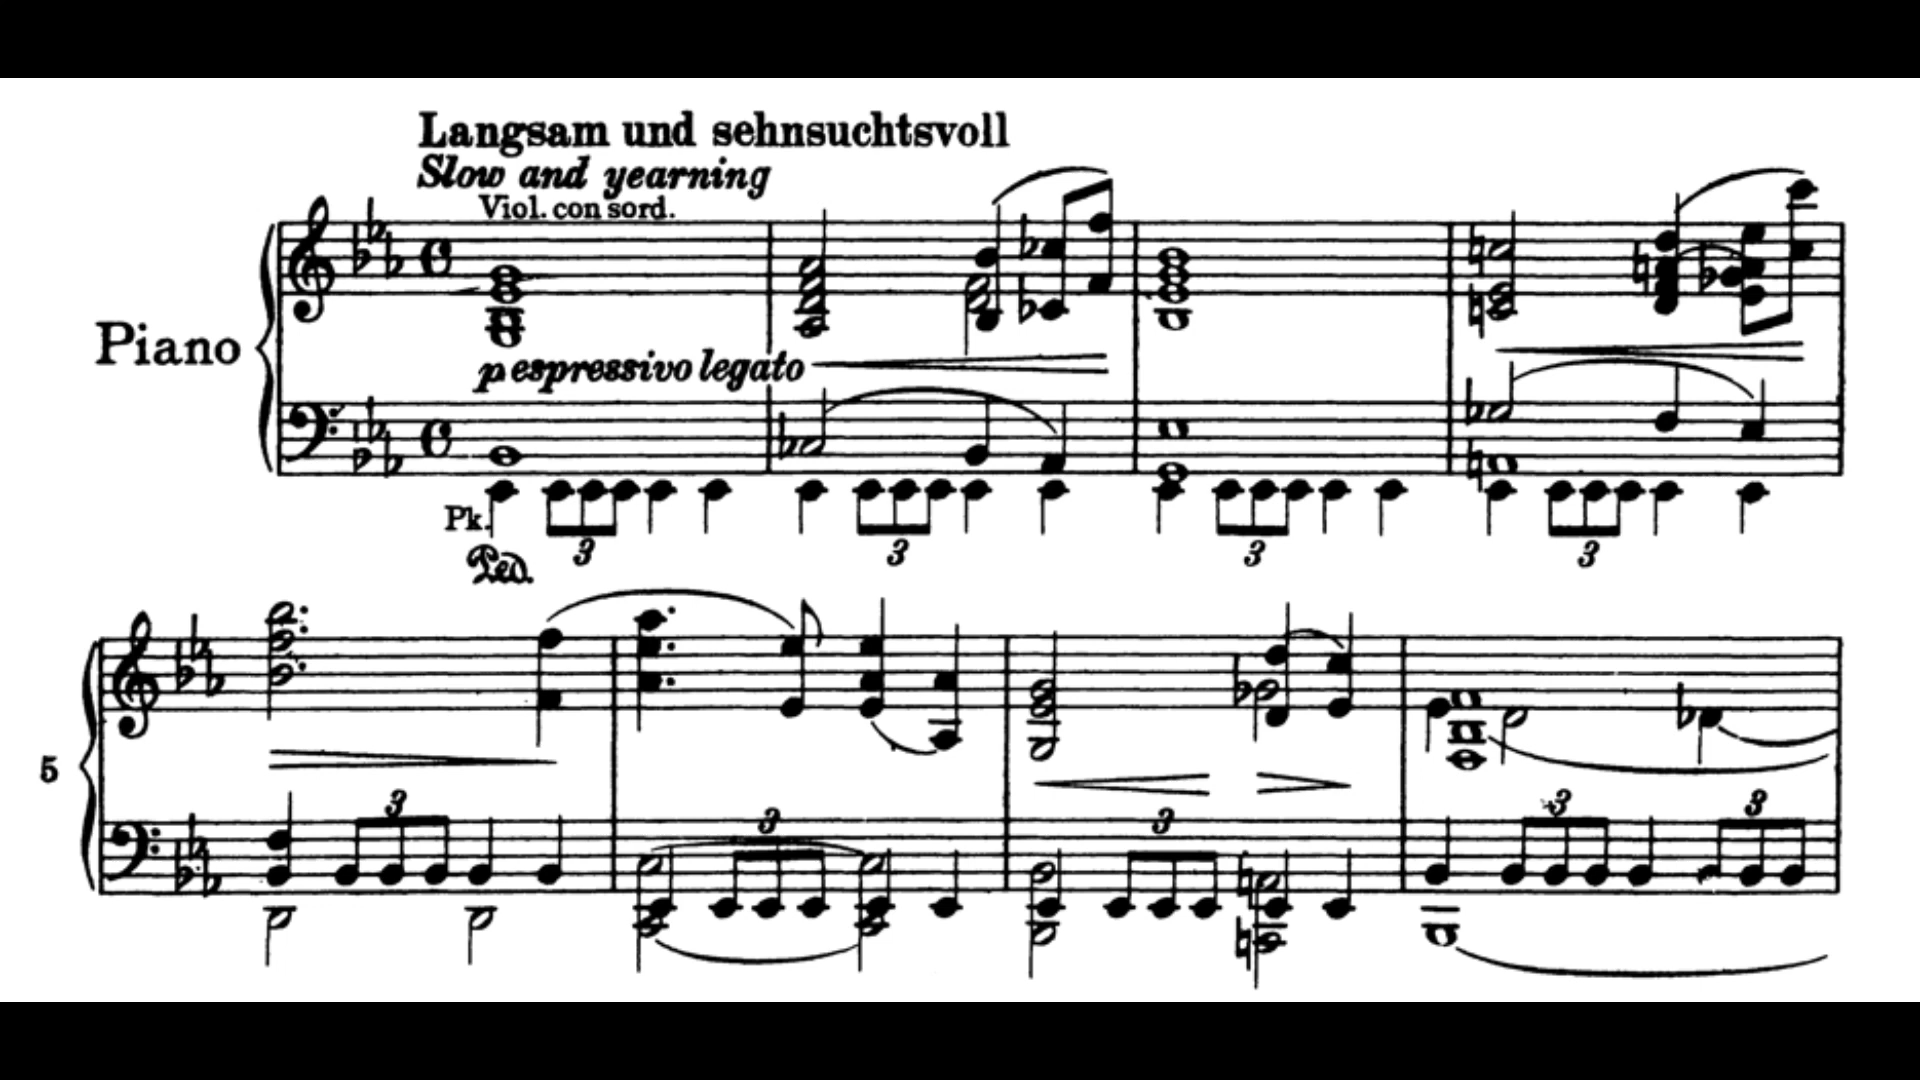 Langsam und sehnsuchtsvoll
Slow and yearning
Viol. con sord.
Piano
p espressivo legato
3 3 3 3
Pk.
Ped.
5
3 3 3 3 3